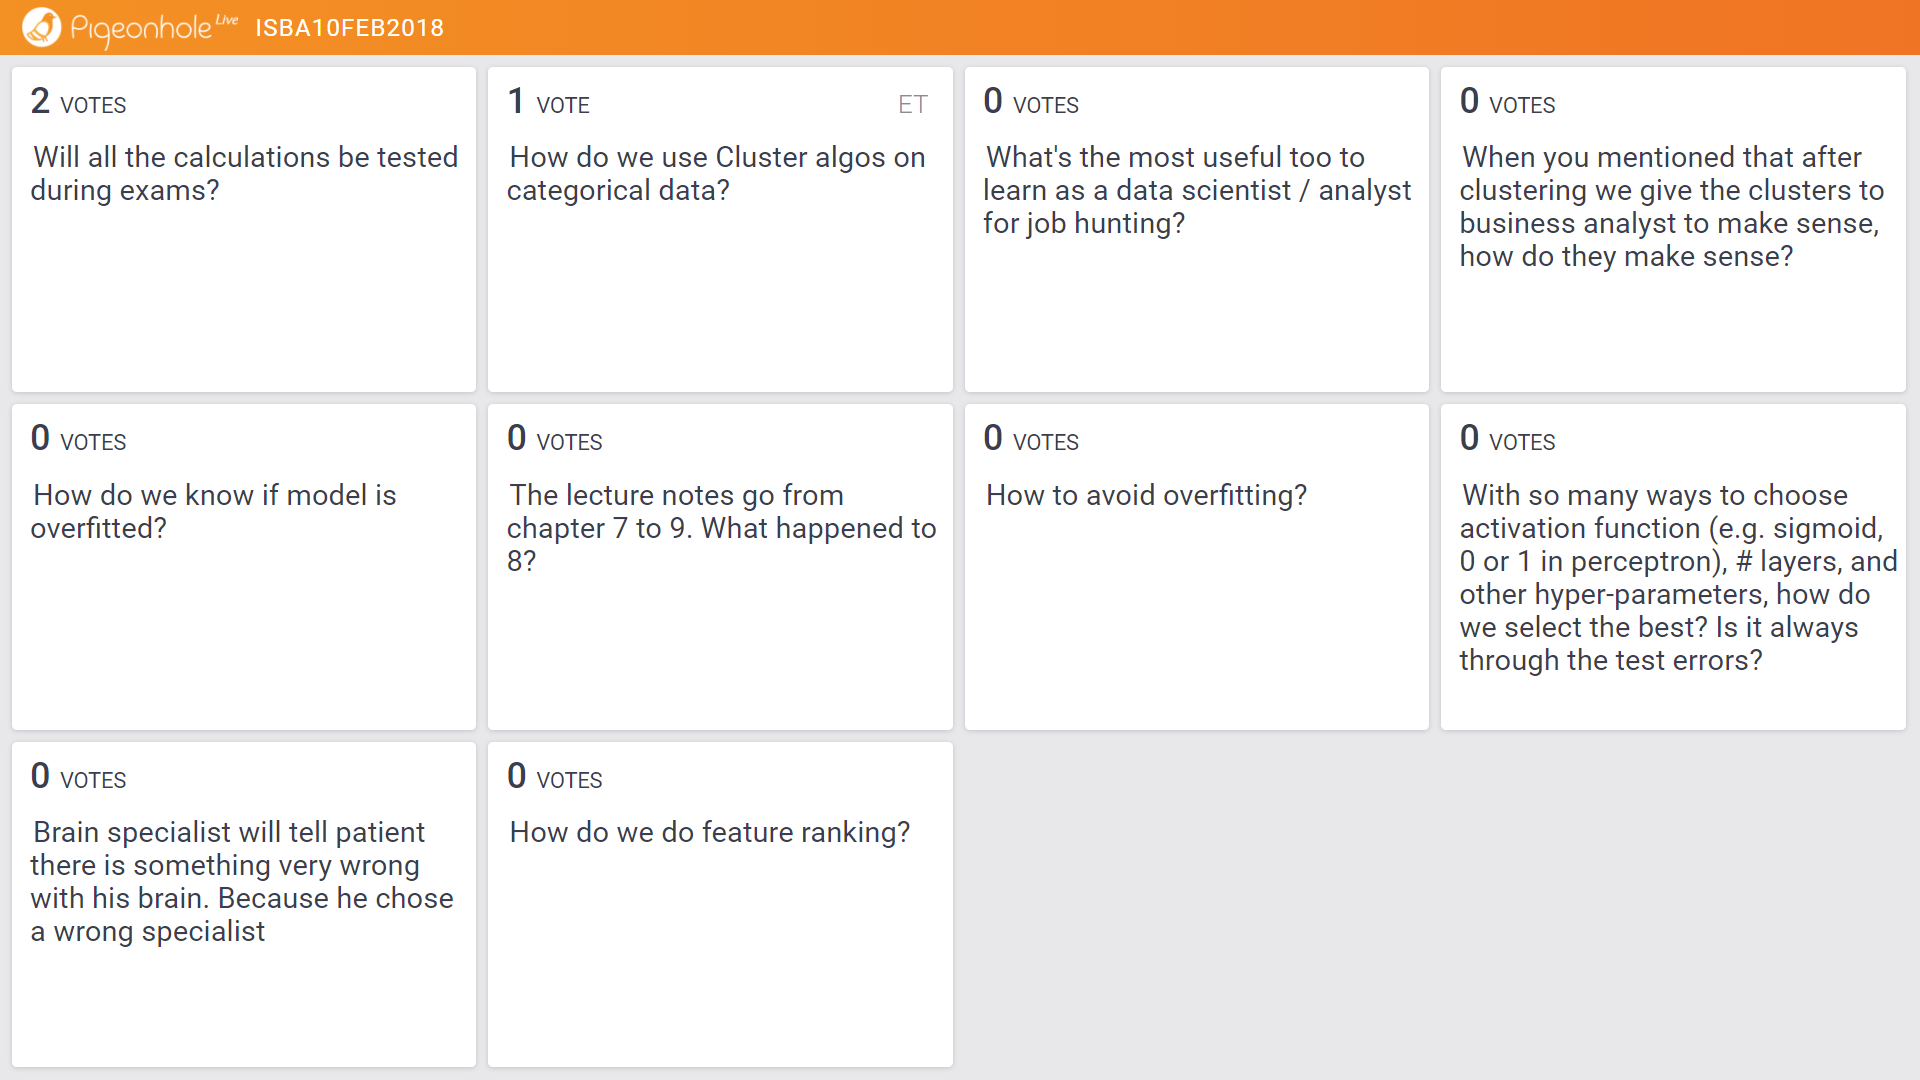 Pigeonhole Live ISBA10FEB2018
2 VOTES
Will all the calculations be tested
during exams?
1 VOTE ET
How do we use Cluster algos on
categorical data?
0 VOTES
What's the most useful too to
learn as a data scientist / analyst
for job hunting?
0 VOTES
When you mentioned that after
clustering we give the clusters to
business analyst to make sense,
how do they make sense?
0 VOTES
How do we know if model is
overfitted?
0 VOTES
The lecture notes go from
chapter 7 to 9. What happened to
8?
0 VOTES
How to avoid overfitting?
0 VOTES
With so many ways to choose
activation function (e.g. sigmoid,
0 or 1 in perceptron), # layers, and
other hyper-parameters, how do
we select the best? Is it always
through the test errors?
0 VOTES
Brain specialist will tell patient
there is something very wrong
with his brain. Because he chose
a wrong specialist
0 VOTES
How do we do feature ranking?